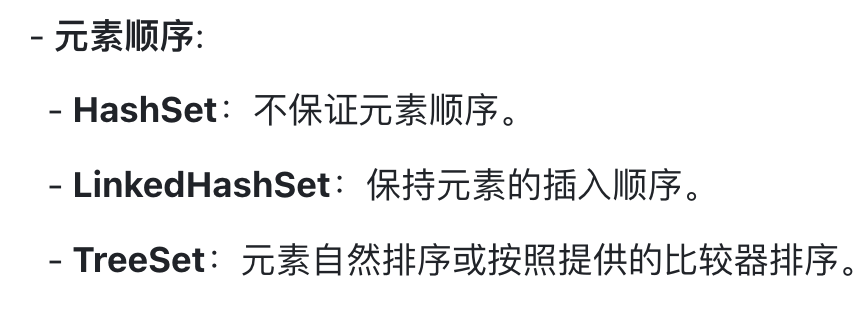 - 元素顺序:
- HashSet：不保证元素顺序。
- LinkedHashSet：保持元素的插入顺序。
- TreeSet：元素自然排序或按照提供的比较器排序。